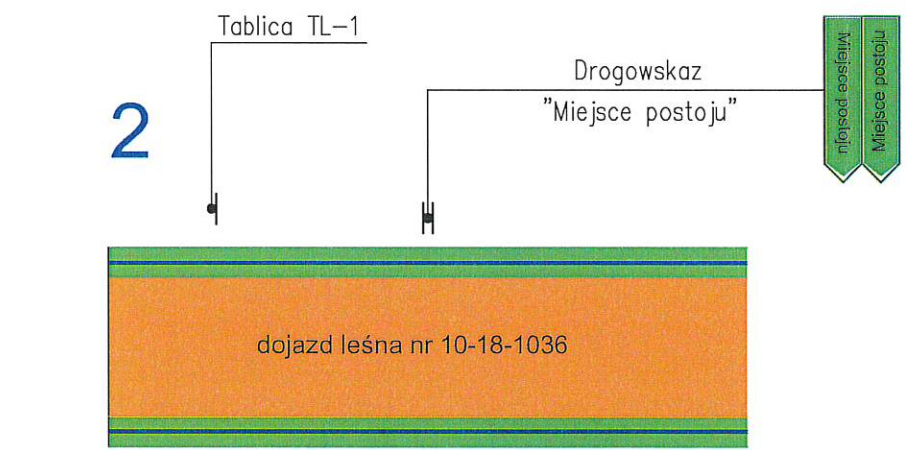 Tablica TL-1
Drogowskaz
"Miejsce postoju"
Miejsce postoju
Miejsce postoju
2
dojazd leśna nr 10-18-1036